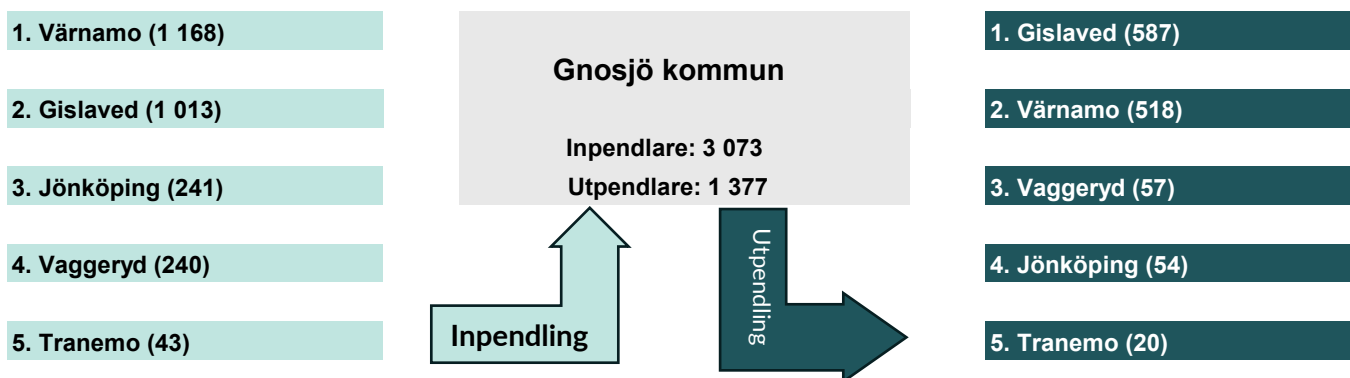 1. Värnamo (1 168)
2. Gislaved (1 013)
3. Jönköping (241)
4. Vaggeryd (240)
5. Tranemo (43)
Gnosjö kommun
Inpendlare: 3 073
Utpendlare: 1 377
Inpendling
Utpendling
1. Gislaved (587)
2. Värnamo (518)
3. Vaggeryd (57)
4. Jönköping (54)
5. Tranemo (20)